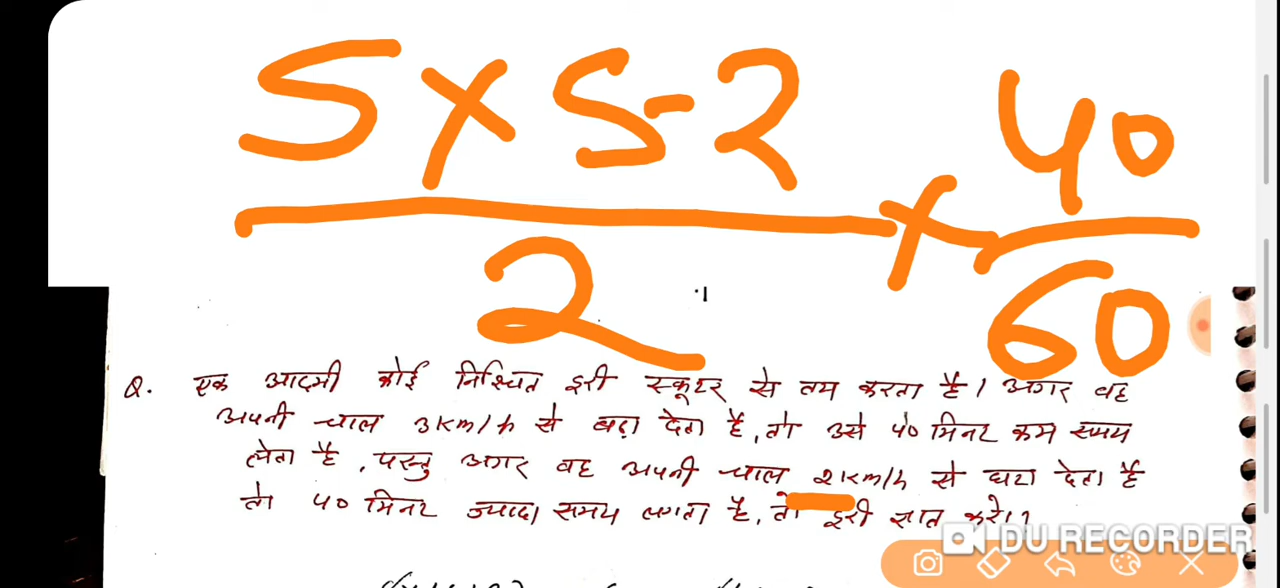 5 x 5-2 x 40
2 60
Q. एक आदमी कोई निश्चित दूरी स्कूटर से तय करता है। अगर वह
अपनी चाल 3km/h से बढ़ा देता है, तो उसे 40 मिनट कम समय
लेता है, परन्तु अगर वह अपनी चाल 2km/h से घटा देता है
तो 40 मिनट ज्यादा समय लगता है, तो दूरी ज्ञात करो।
DU RECORDER